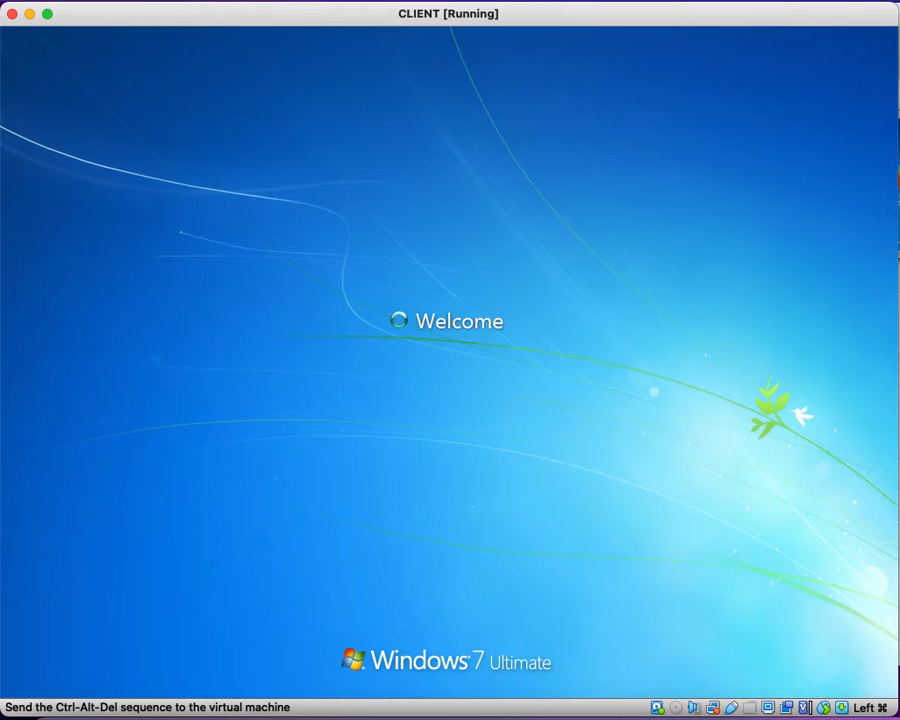 CLIENT [Running]
Welcome
Windows 7 Ultimate
Send the Ctrl-Alt-Del sequence to the virtual machine
Left ⌘